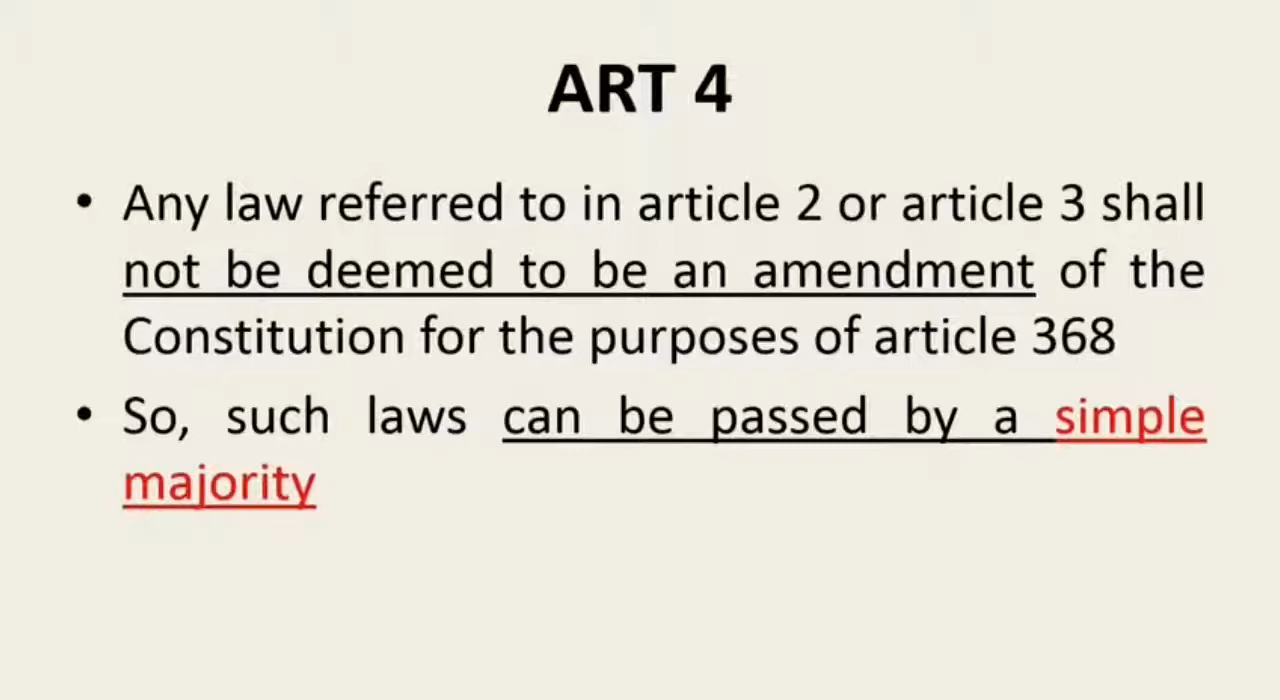 ART 4
• Any law referred to in article 2 or article 3 shall
not be deemed to be an amendment of the
Constitution for the purposes of article 368
• So, such laws can be passed by a simple
majority